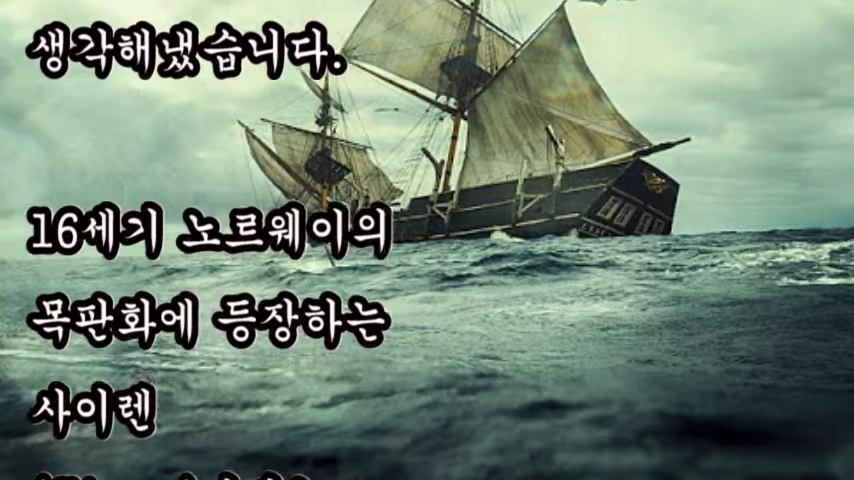 생각해냈습니다.
16세기 노르웨이의
목판화에 등장하는
사이렌